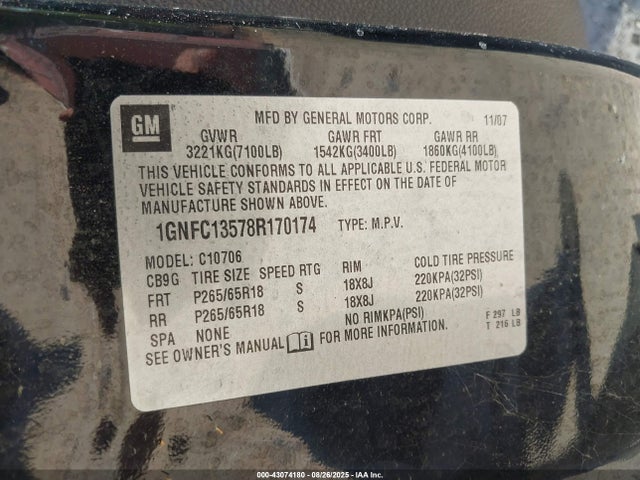 GM
MFD BY GENERAL MOTORS CORP. 11/07
GVWR GAWR FRT GAWR RR
3221KG(7100LB) 1542KG(3400LB) 1860KG(4100LB)
THIS VEHICLE CONFORMS TO ALL APPLICABLE U.S. FEDERAL MOTOR
VEHICLE SAFETY STANDARDS IN EFFECT ON THE DATE OF
MANUFACTURE SHOWN ABOVE.
1GNFC13578R170174 TYPE: M.P.V.
MODEL: C10706
CB9G TIRE SIZE SPEED RTG RIM COLD TIRE PRESSURE
FRT P265/65R18 S 18X8J 220KPA(32PSI)
RR P265/65R18 S 18X8J 220KPA(32PSI)
SPA NONE NO RIMKPA(PSI)
SEE OWNER'S MANUAL i FOR MORE INFORMATION.
F 297 LB
T 216 LB
000-43074180 - 08/26/2025 - IAA Inc.